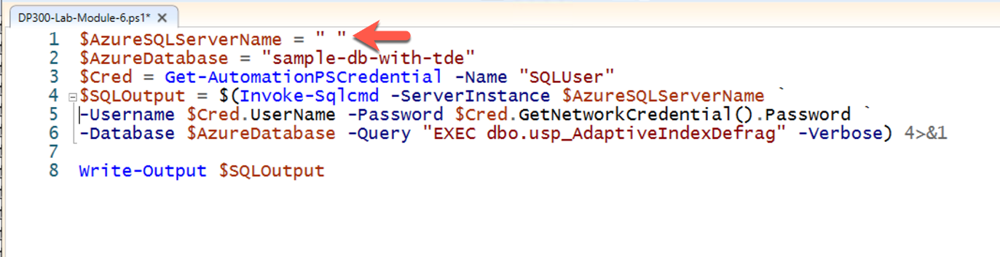 DP300-Lab-Module-6.ps1* X
1 $AzureSQLServerName = " "
2 $AzureDatabase = "sample-db-with-tde"
3 $Cred = Get-AutomationPSCredential -Name "SQLUser"
4 $SQLOutput = $(Invoke-Sqlcmd -ServerInstance $AzureSQLServerName `
5 -Username $Cred.UserName -Password $Cred.GetNetworkCredential().Password `
6 -Database $AzureDatabase -Query "EXEC dbo.usp_AdaptiveIndexDefrag" -Verbose) 4>&1
7
8 Write-Output $SQLOutput